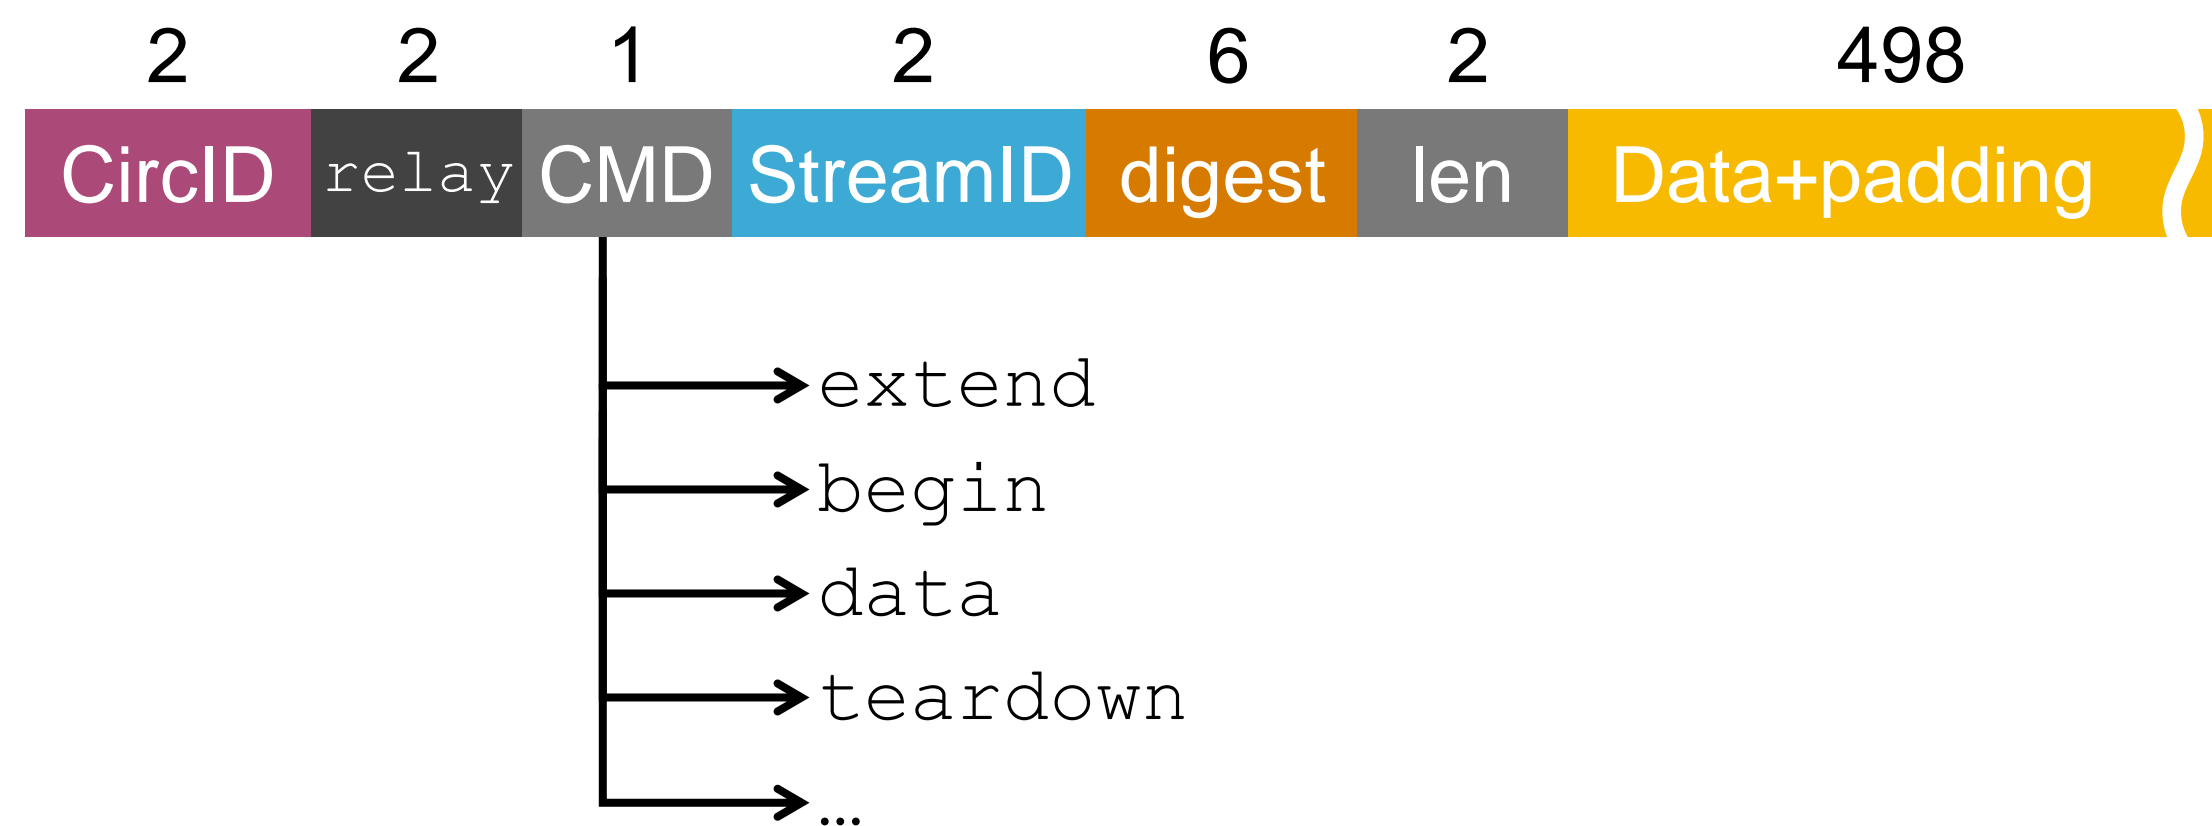 2 2 1 2 6 2 498
CircID relay CMD StreamID digest len Data+padding
extend
begin
data
teardown
…